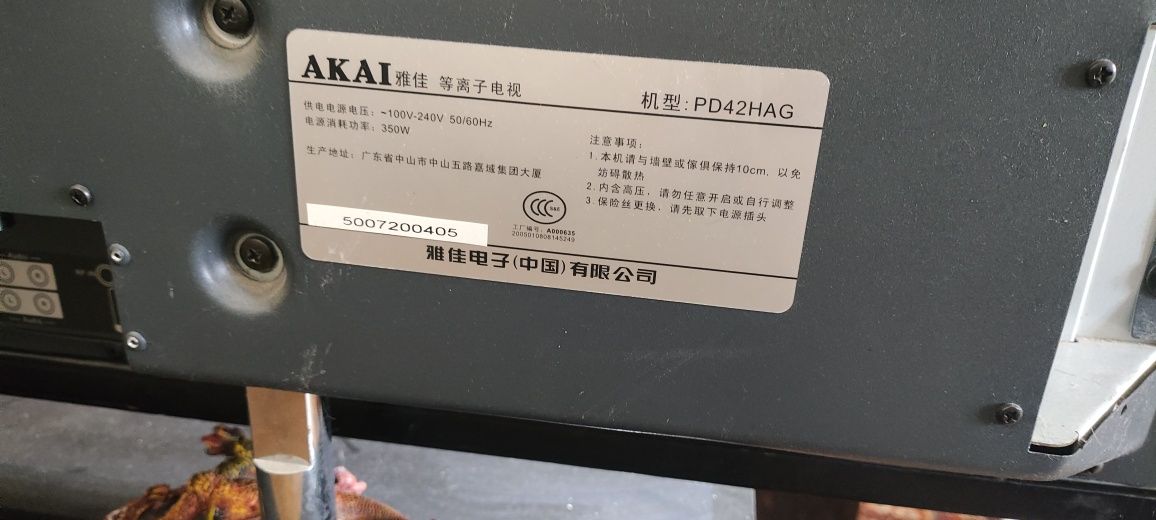 AKAI 雅佳 等离子电视
机型: PD42HAG
供电电源电压: ~100V-240V 50/60Hz
电源消耗功率: 350W
生产地址: 广东省中山市中山五路嘉域集团大厦
注意事项:
1.本机请与墙壁或傢俱保持10cm, 以免
妨碍散热
2.内含高压, 请勿任意开启或自行调整
3.保险丝更换, 请先取下电源插头
CCC S&E
工厂编号: A000635
2005010808145249
5007200405
雅佳电子(中国)有限公司